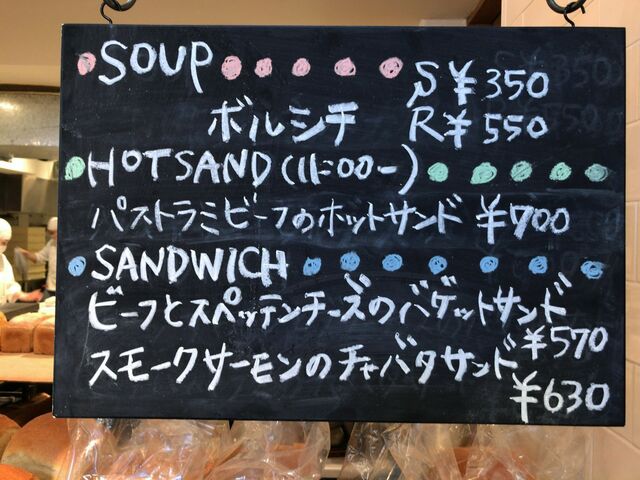 SOUP S ¥350
ボルシチ R ¥550
HOTSAND (11:00-)
パストラミビーフのホットサンド ¥700
SANDWICH
ビーフとスペッテンチーズのバゲットサンド
¥570
スモークサーモンのチャバタサンド
¥630